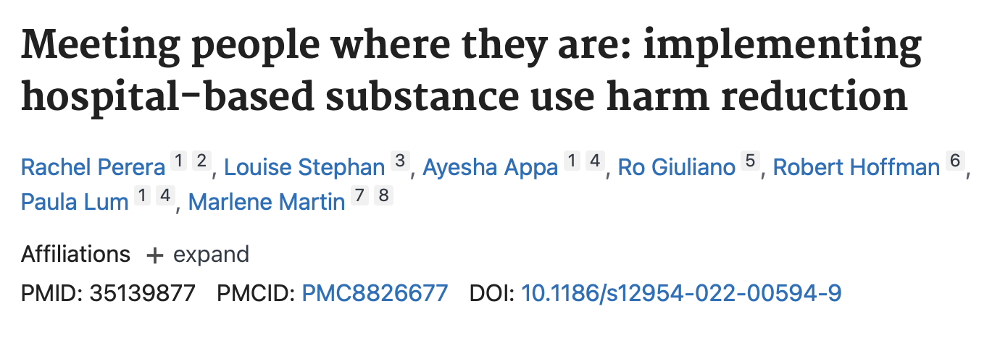 Meeting people where they are: implementing
hospital-based substance use harm reduction
Rachel Perera 1 2, Louise Stephan 3, Ayesha Appa 1 4, Ro Giuliano 5, Robert Hoffman 6,
Paula Lum 1 4, Marlene Martin 7 8
Affiliations + expand
PMID: 35139877 PMCID: PMC8826677 DOI: 10.1186/s12954-022-00594-9